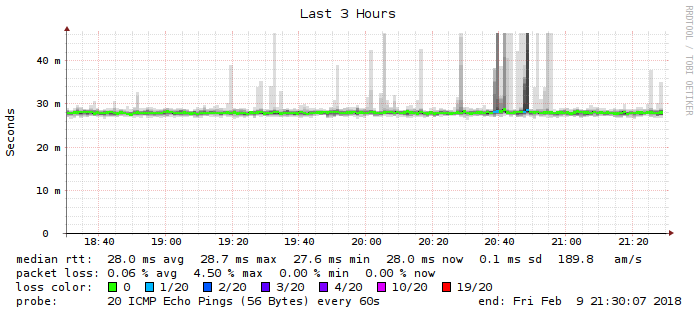 Last 3 Hours
RRDTOOL / TOBI OETIKER
Seconds
40 m
30 m
20 m
10 m
0
18:40 19:00 19:20 19:40 20:00 20:20 20:40 21:00 21:20
median rtt: 28.0 ms avg 28.7 ms max 27.6 ms min 28.0 ms now 0.1 ms sd 189.8 am/s
packet loss: 0.06 % avg 4.50 % max 0.00 % min 0.00 % now
loss color: 0 1/20 2/20 3/20 4/20 10/20 19/20
probe: 20 ICMP Echo Pings (56 Bytes) every 60s end: Fri Feb 9 21:30:07 2018